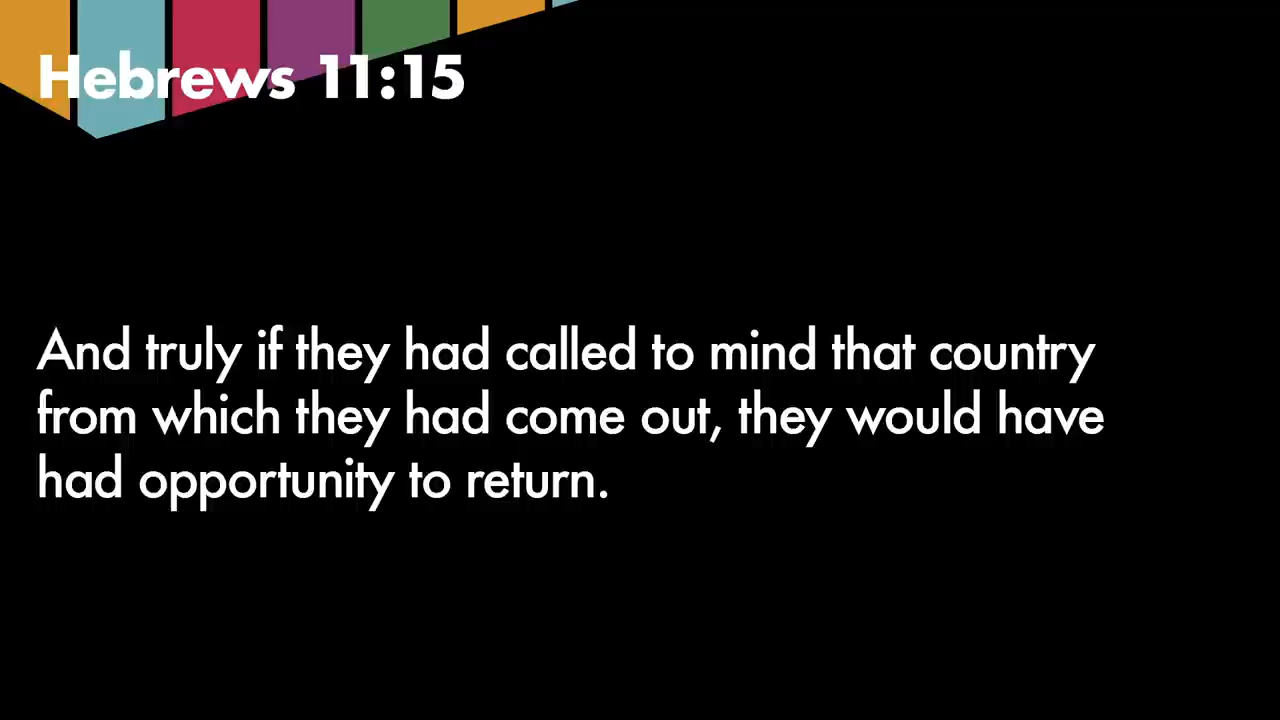 Hebrews 11:15
And truly if they had called to mind that country
from which they had come out, they would have
had opportunity to return.